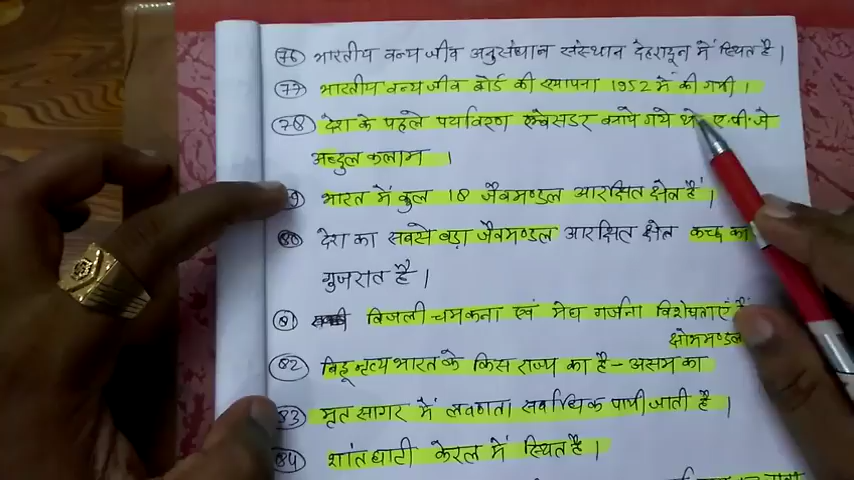 76 भारतीय वन्य जीव अनुसंधान संस्थान देहरादून में स्थित है।
77 भारतीय वन्य जीव बोर्ड की स्थापना 1952 में की गयी।
78 देश के पहले पर्यावरण एम्बेसडर बनाये गये थे ए.पी.जे
अब्दुल कलाम ।
9 भारत में कुल 18 जैवमण्डल आरक्षित क्षेत्र हैं।
80 देश का सबसे बड़ा जैवमण्डल आरक्षित क्षेत्र कच्छ का
गुजरात है।
81 बिजली चमकना एवं मेघ गर्जना विशेषताएँ हैं
क्षोभमण्डल
82 बिहू नृत्य भारत के किस राज्य का है - असम का
83 मृत सागर में लवणता सर्वाधिक पायी जाती है।
84 शांत घाटी केरल में स्थित है।